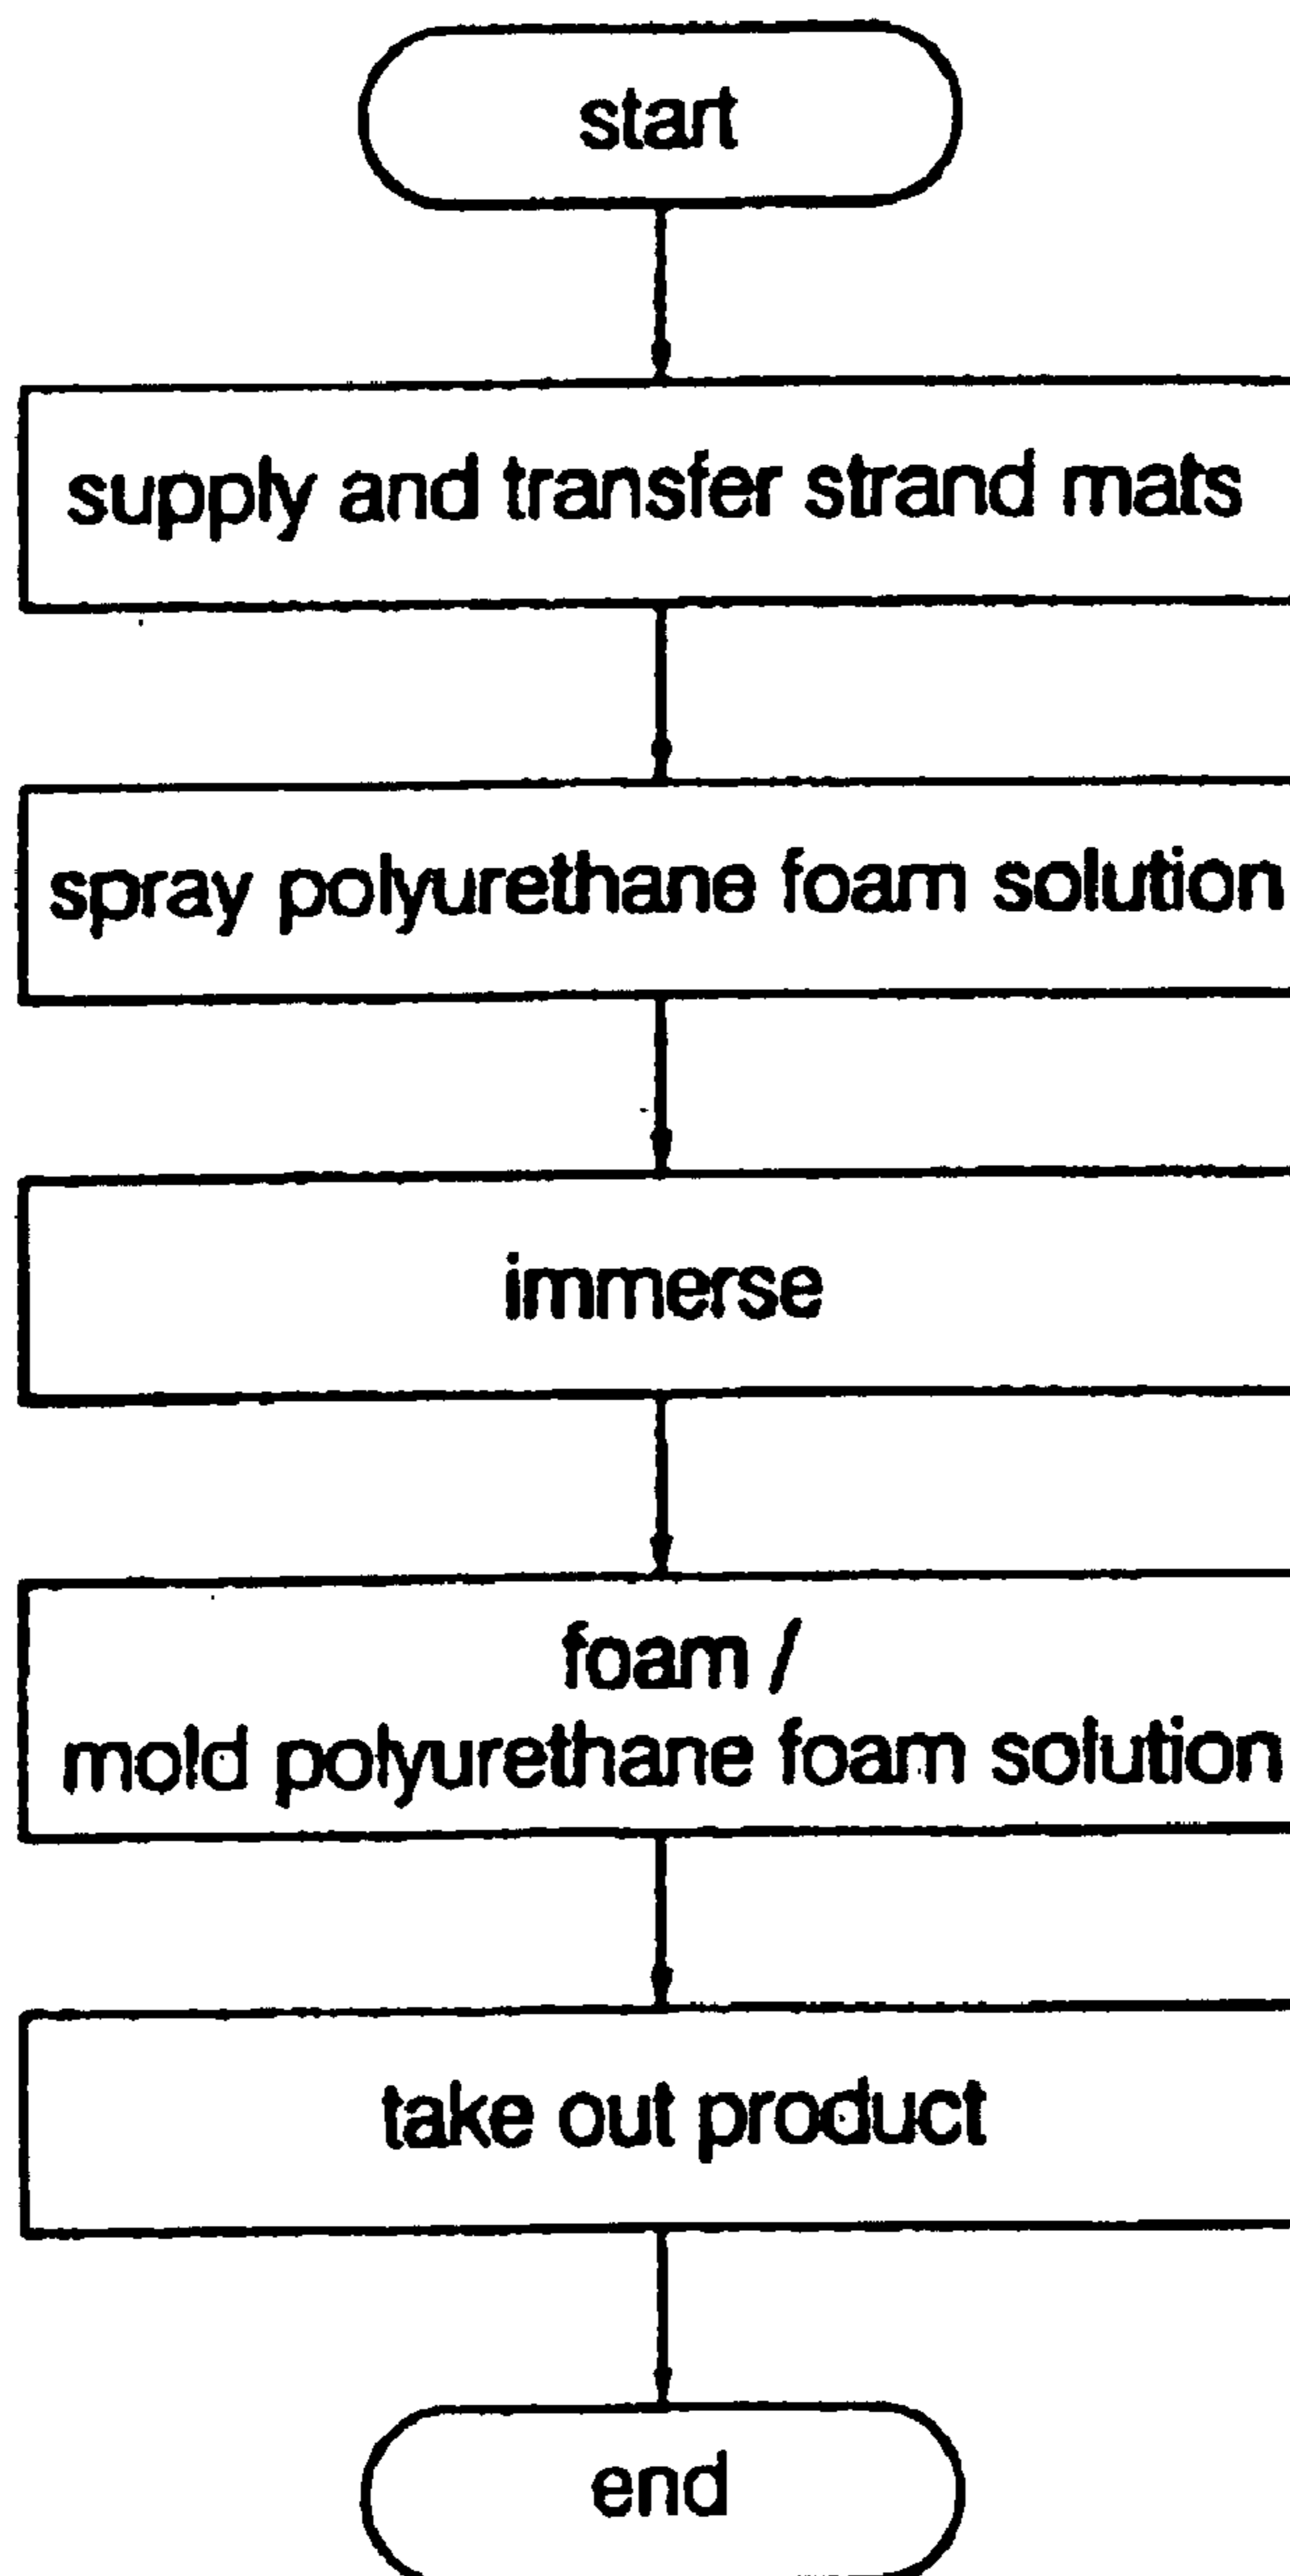 start
supply and transfer strand mats
spray polyurethane foam solution
immerse
foam /
mold polyurethane foam solution
take out product
end